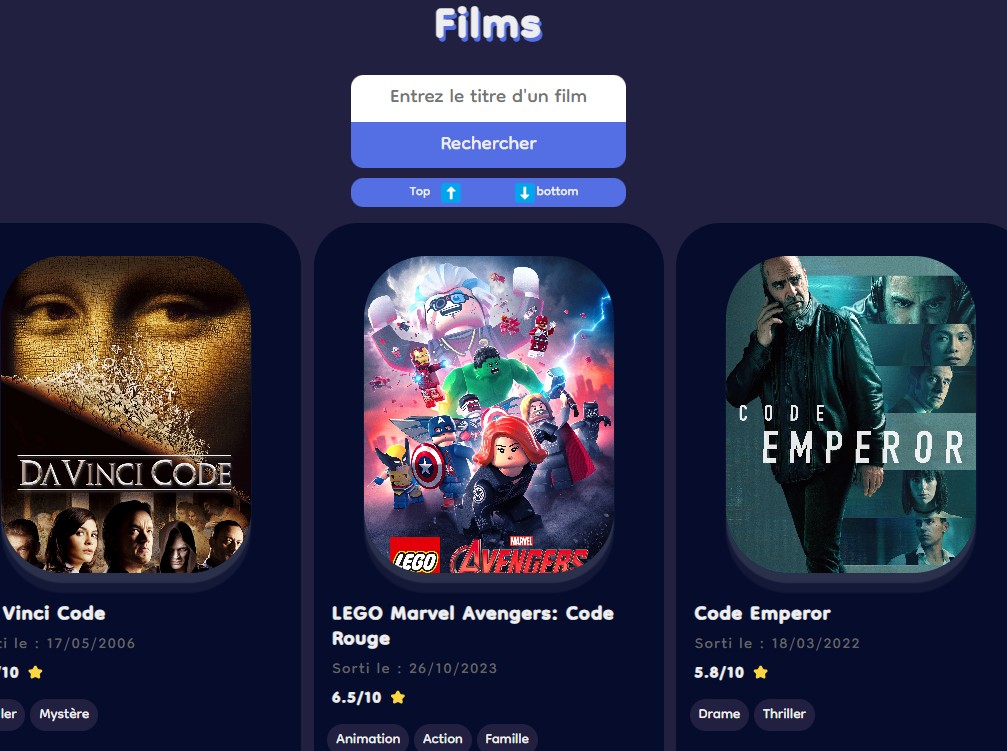 Films
Entrez le titre d'un film
Rechercher
Top ⬆ ⬇ bottom
DA VINCI CODE
LEGO MARVEL AVENGERS
CODE
EMPEROR
Vinci Code
ti le : 17/05/2006
/10 ⭐
ler Mystère
LEGO Marvel Avengers: Code
Rouge
Sorti le : 26/10/2023
6.5/10 ⭐
Animation Action Famille
Code Emperor
Sorti le : 18/03/2022
5.8/10 ⭐
Drame Thriller